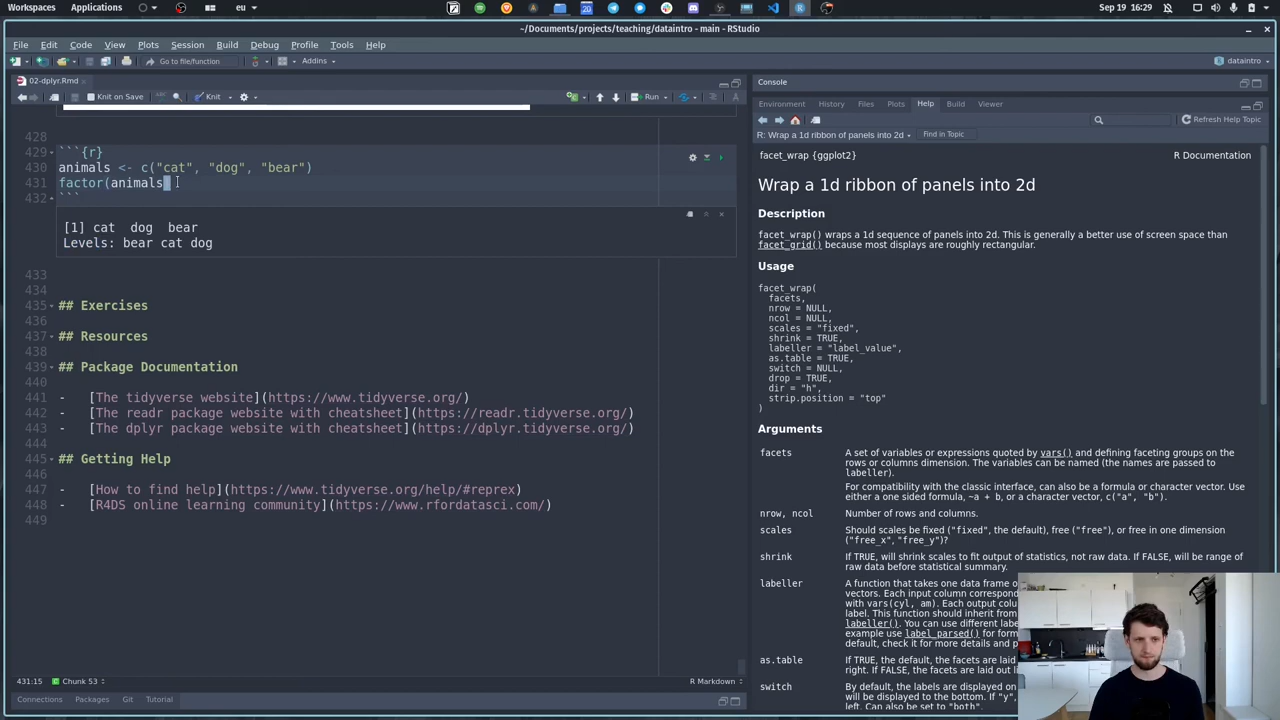 Applications
eu
Sep 19 16:29
~/Documents/projects/teaching/dataintro - main - RStudio
File Edit Code View Plots Session Build Debug Profile Tools Help
Go to file/function
Addins
dataintro
02-dplyr.Rmd
Knit on Save
Knit
Run
428
429 ```{r}
430 animals <- c("cat", "dog", "bear")
431 factor(animals)
432 ```
[1] cat dog bear
Levels: bear cat dog
433
434
435 ## Exercises
436
437 ## Resources
438
439 ## Package Documentation
440
441 - [The tidyverse website](https://www.tidyverse.org/)
442 - [The readr package website with cheatsheet](https://readr.tidyverse.org/)
443 - [The dplyr package website with cheatsheet](https://dplyr.tidyverse.org/)
444
445 ## Getting Help
446
447 - [How to find help](https://www.tidyverse.org/help/#reprex)
448 - [R4DS online learning community](https://www.rfordatasci.com/)
449
431:15
Chunk 53
R Markdown
Connections Packages Git Tutorial
Console
Environment History Files Plots Help Build Viewer
Refresh Help Topic
R: Wrap a 1d ribbon of panels into 2d
Find in Topic
facet_wrap {ggplot2}
R Documentation
Wrap a 1d ribbon of panels into 2d
Description
facet_wrap() wraps a 1d sequence of panels into 2d. This is generally a better use of screen space than
facet_grid() because most displays are roughly rectangular.
Usage
facet_wrap(
facets,
nrow = NULL,
ncol = NULL,
scales = "fixed",
shrink = TRUE,
labeller = "label_value",
as.table = TRUE,
switch = NULL,
drop = TRUE,
dir = "h",
strip.position = "top"
)
Arguments
facets
A set of variables or expressions quoted by vars() and defining faceting groups on the
rows or columns dimension. The variables can be named (the names are passed to
labeller).
For compatibility with the classic interface, can also be a formula or character vector. Use
either a one sided formula, ~a + b, or a character vector, c("a", "b").
nrow, ncol Number of rows and columns.
scales
Should scales be fixed ("fixed", the default), free ("free"), or free in one dimension
("free_x", "free_y")?
shrink
If TRUE, will shrink scales to fit output of statistics, not raw data. If FALSE, will be range of
raw data before statistical summary.
labeller
A function that takes one data frame o
vectors. Each input column correspond
with vars(cyl, am). Each output colu
label. This function should inherit from
labeller(). You can use different labe
example use label_parsed() for form
default, check it for more details and p
as.table
If TRUE, the default, the facets are laid
right. If FALSE, the facets are laid out li
switch
By default, the labels are displayed on
will be displayed to the bottom. If "y",
left. Can also be set to "both".